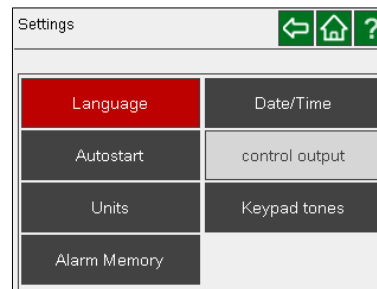 Settings
?
Language
Date/Time
Autostart
control output
Units
Keypad tones
Alarm Memory